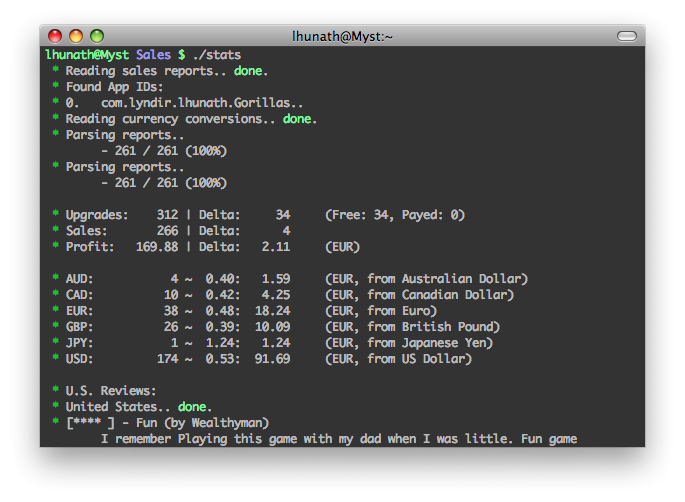 lhunath@Myst:~
lhunath@Myst Sales $ ./stats
* Reading sales reports.. done.
* Found App IDs:
* 0.   com.lyndir.lhunath.Gorillas..
* Reading currency conversions.. done.
* Parsing reports..
- 261 / 261 (100%)
* Parsing reports..
- 261 / 261 (100%)
* Upgrades:    312 | Delta:     34     (Free: 34, Payed: 0)
* Sales:       266 | Delta:      4
* Profit:   169.88 | Delta:   2.11     (EUR)
* AUD:           4 ~  0.40:   1.59     (EUR, from Australian Dollar)
* CAD:          10 ~  0.42:   4.25     (EUR, from Canadian Dollar)
* EUR:          38 ~  0.48:  18.24     (EUR, from Euro)
* GBP:          26 ~  0.39:  10.09     (EUR, from British Pound)
* JPY:           1 ~  1.24:   1.24     (EUR, from Japanese Yen)
* USD:         174 ~  0.53:  91.69     (EUR, from US Dollar)
* U.S. Reviews:
* United States.. done.
* [**** ] - Fun (by Wealthyman)
I remember Playing this game with my dad when I was little. Fun game